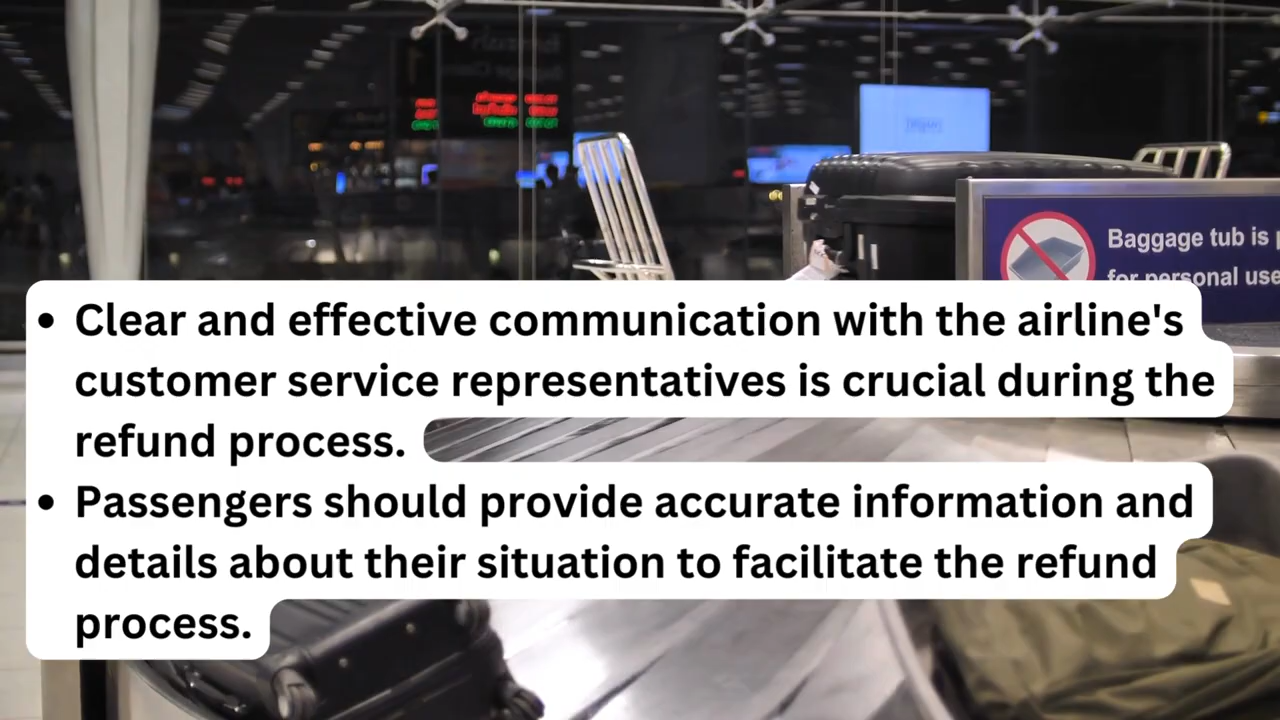 Baggage tub is
for personal use
• Clear and effective communication with the airline's
customer service representatives is crucial during the
refund process.
• Passengers should provide accurate information and
details about their situation to facilitate the refund
process.